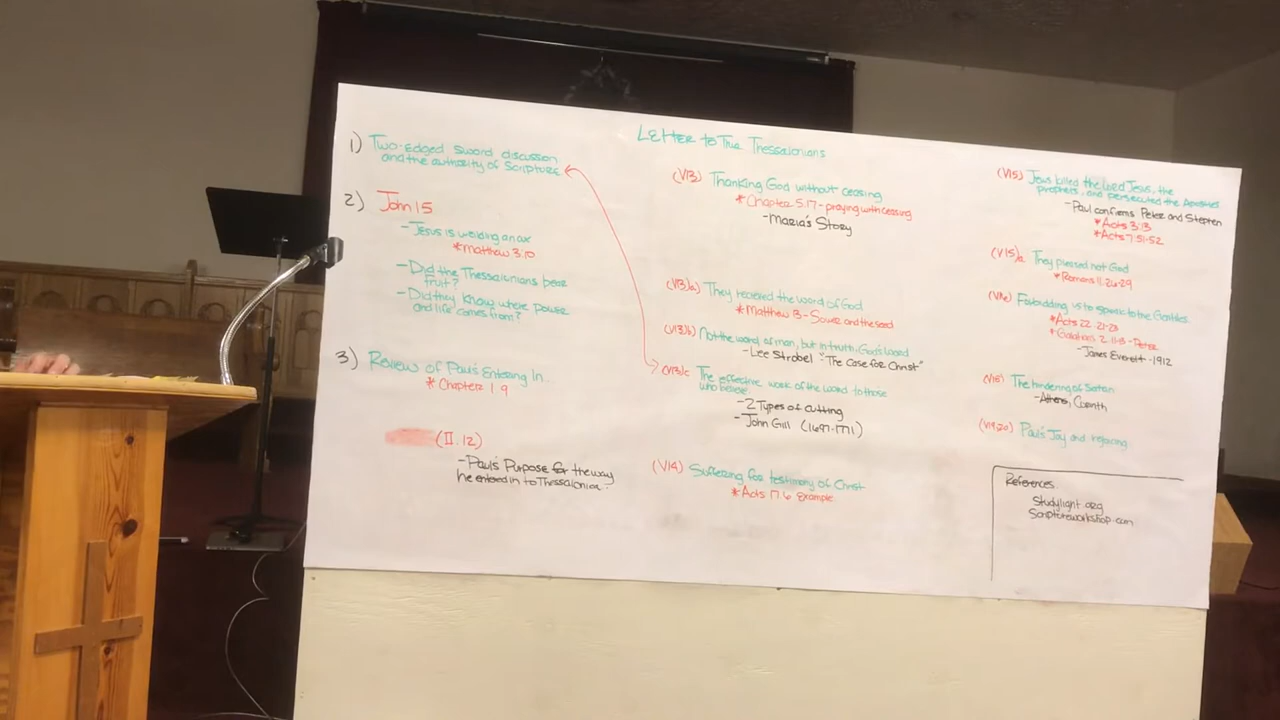 Letter to The Thessalonians
1) Two-edged sword discussion
and the authority of Scripture
2) John 15
- Jesus is
* Matthew 3:10
- Did the Thessalonians bear
fruit?
- Did they know where power
and life comes from?
3) Review of Paul's Entering In.
* Chapter 1.9
(II.12)
- Paul's Purpose for the way
he entered in to Thessalonica.
(V13) Thanking God without ceasing
* Chapter 5.17 - praying with ceasing
- Maria's Story
(V13)a) They received the word of God
* Matthew 13 - Sower and the seed
(V13)b) Not the word of man, but in truth, God's word
- Lee Strobel "The Case for Christ"
(V13)c The effective work of the word to those
who believe
- 2 Types of cutting
- John Gill (1697-1771)
(V14) Suffering for testimony of Christ
* Acts 17.6 Example
(V15) Jews killed the Lord Jesus, the
prophets, and persecuted the Apostles
- Paul confirms Peter and Stephen
* Acts 3:13
* Acts 7.51-52
(V15)a They pleased not God
* Romans 11.26-29
Forbidding us to speak to the Gentiles.
* Acts 22.21-23
* Galatians 2.11-13 - Peter
- James Everett - 1912
(V18) The hindering of Satan
- Athens, Corinth
(V19,20) Paul's Joy and rejoicing
References.
Studylight.org
Scriptureworkshop.com